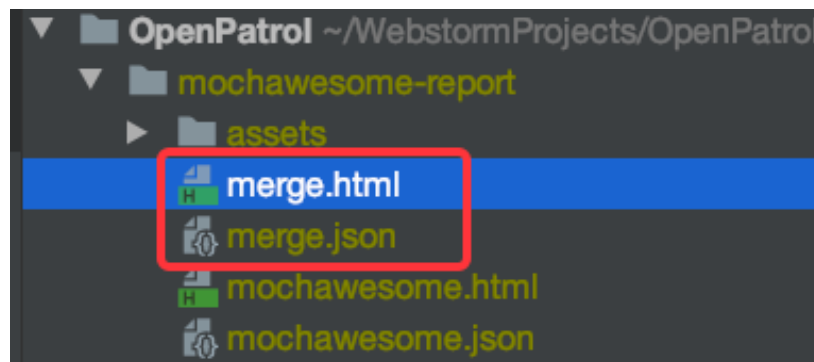 OpenPatrol ~/WebstormProjects/OpenPatrol
mochawesome-report
assets
merge.html
merge.json
mochawesome.html
mochawesome.json